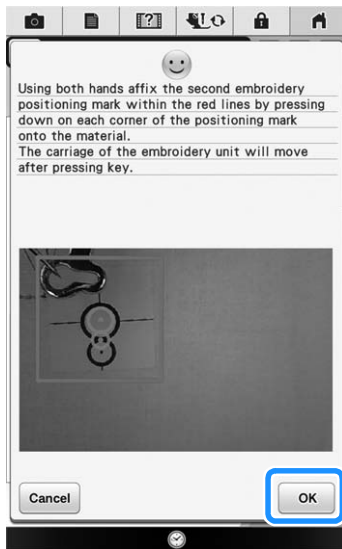 [?]
Using both hands affix the second embroidery
positioning mark within the red lines by pressing
down on each corner of the positioning mark
onto the material.
The carriage of the embroidery unit will move
after pressing key.
Cancel
OK